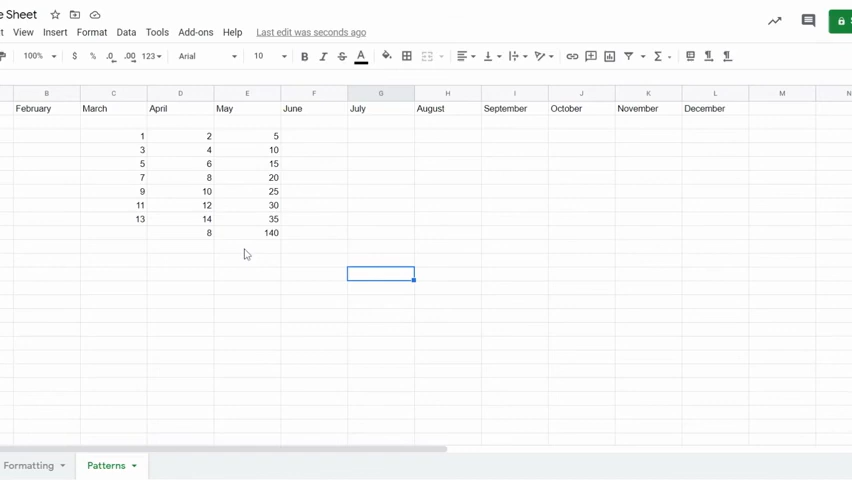 e Sheet
t View Insert Format Data Tools Add-ons Help Last edit was seconds ago
100% $ % .0 .00 123 Arial 10 B I S A Σ
B C D E F G H I J K L M N
February March April May June July August September October November December
1 2 5
3 4 10
5 6 15
7 8 20
9 10 25
11 12 30
13 14 35
8 140
Formatting Patterns